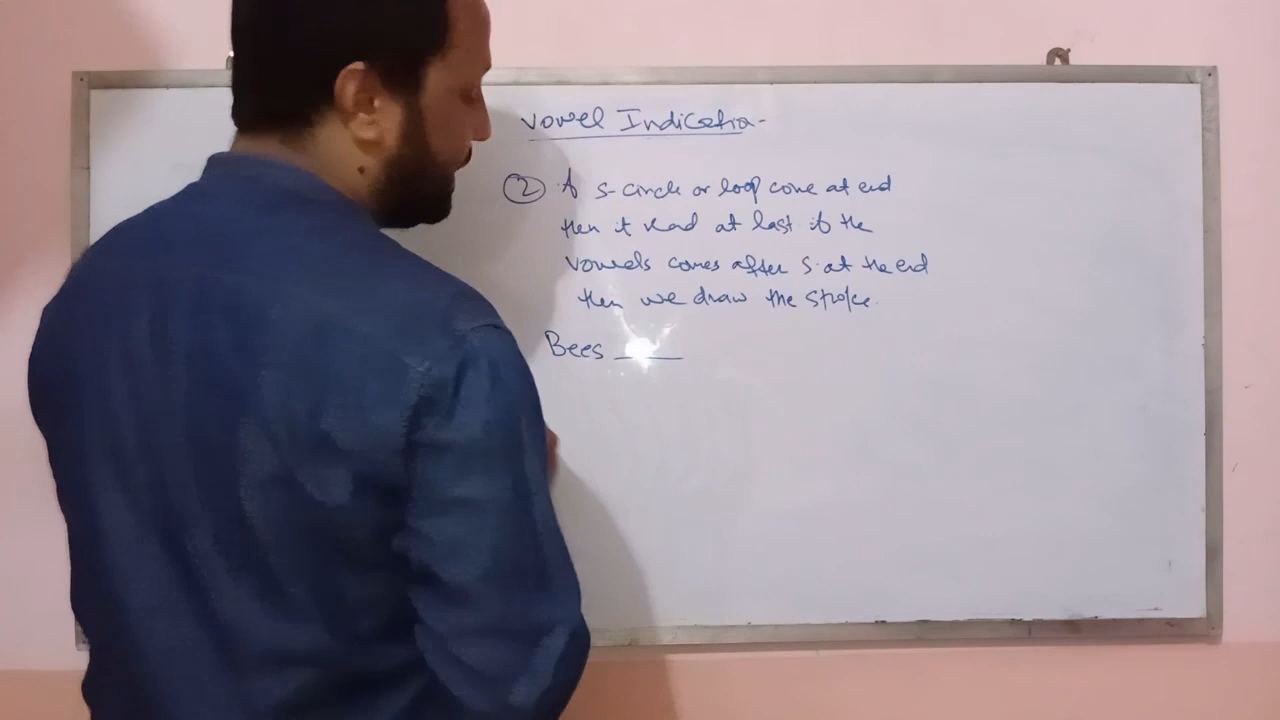 Vowel Indication
② A S-circle or loop come at end
then it read at last if the
vowels comes after S at the end
then we draw the stroke.
Bees ____